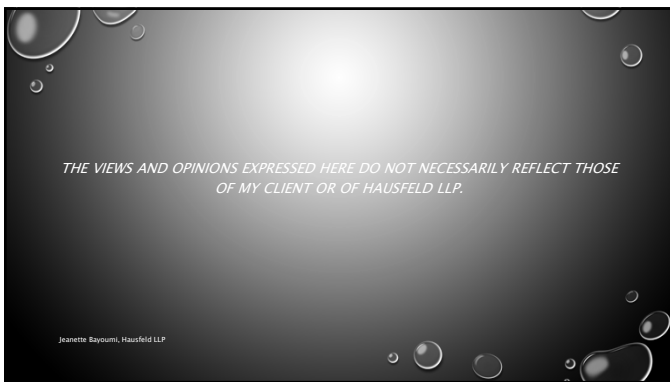 THE VIEWS AND OPINIONS EXPRESSED HERE DO NOT NECESSARILY REFLECT THOSE
OF MY CLIENT OR OF HAUSFELD LLP.
Jeanette Bayoumi, Hausfeld LLP